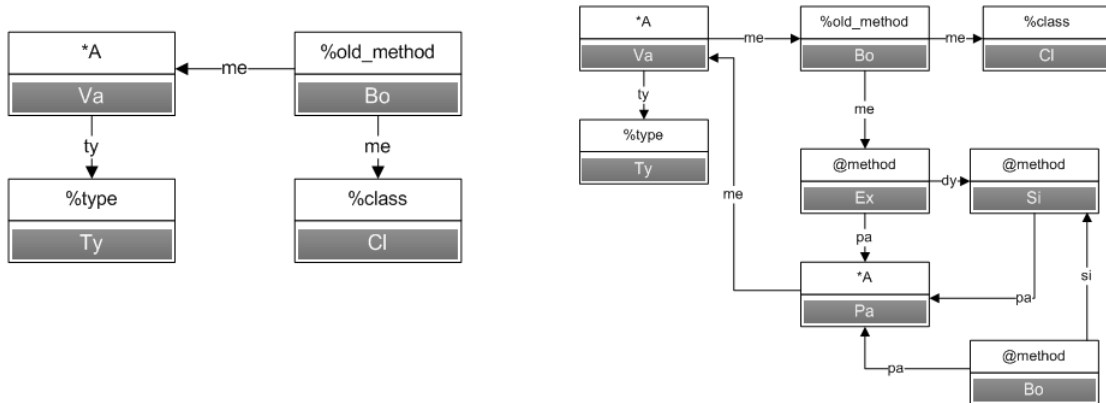 *A
%old_method
me
Va
Bo
ty
me
%type
%class
Ty
Cl
*A
%old_method
%class
me
me
Va
Bo
Cl
ty
me
%type
Ty
me
@method
@method
dy
Ex
Si
pa
*A
pa
si
Pa
@method
pa
Bo